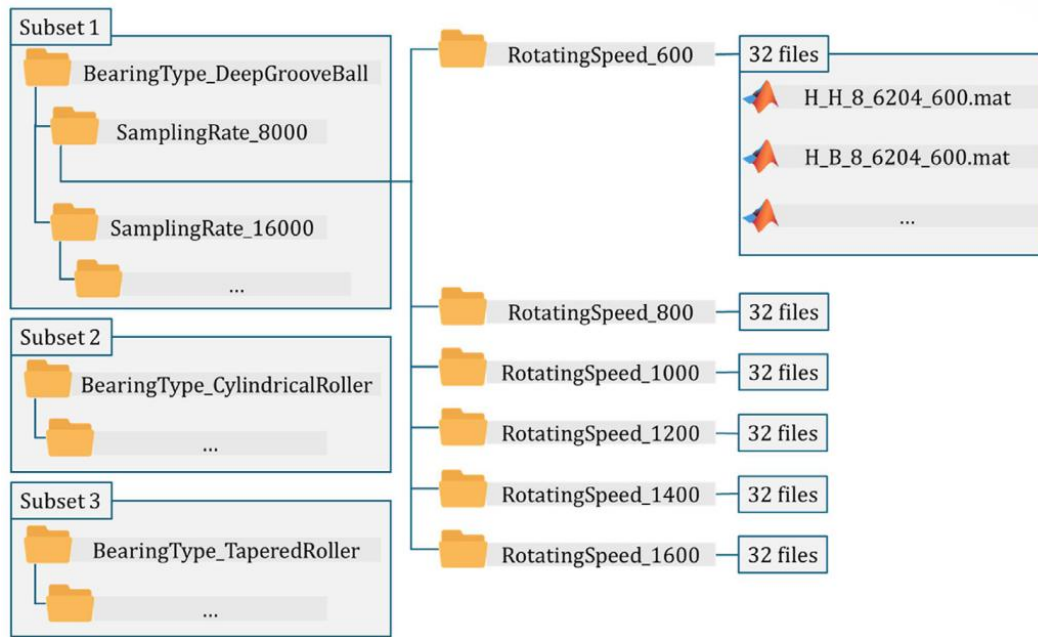 Subset 1
BearingType_DeepGrooveBall
SamplingRate_8000
SamplingRate_16000
...
Subset 2
BearingType_CylindricalRoller
...
Subset 3
BearingType_TaperedRoller
...
RotatingSpeed_600
32 files
H_H_8_6204_600.mat
H_B_8_6204_600.mat
...
RotatingSpeed_800
32 files
RotatingSpeed_1000
32 files
RotatingSpeed_1200
32 files
RotatingSpeed_1400
32 files
RotatingSpeed_1600
32 files